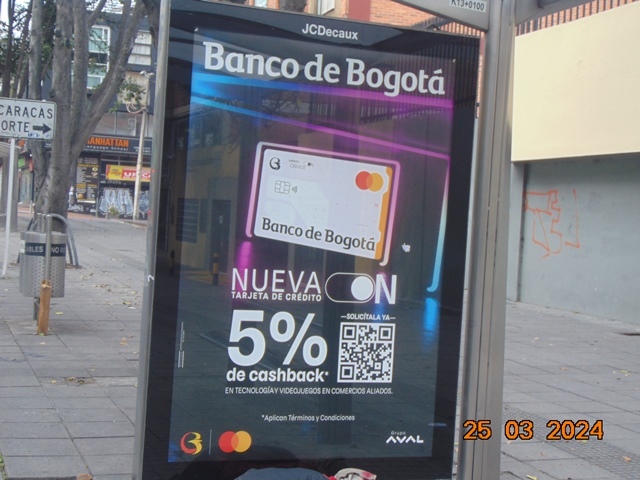 K13+0100
JCDecaux
Banco de Bogotá
CARACAS
ORTE
MANHATTAN
Banco de Bogotá
NUEVA ON
TARJETA DE CRÉDITO
SOLICÍTALA YA
5%
de cashback*
EN TECNOLOGÍA Y VIDEOJUEGOS EN COMERCIOS ALIADOS.
*Aplican Términos y Condiciones
Grupo
AVAL
25 03 2024